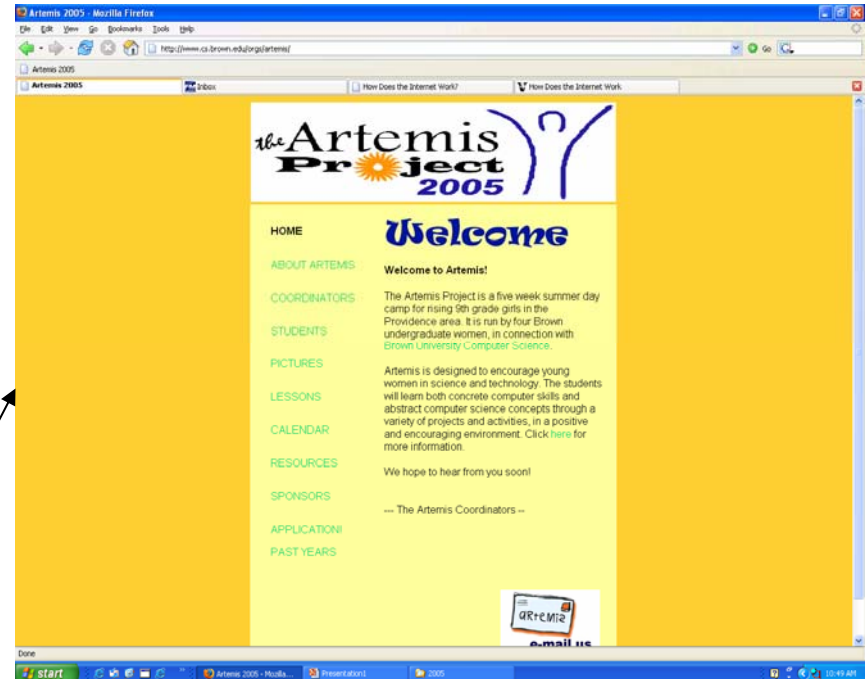 Artemis 2005 - Mozilla Firefox
File Edit View Go Bookmarks Tools Help
http://www.cs.brown.edu/orgs/artemis/
Go
Artemis 2005
Artemis 2005 Inbox How Does the Internet Work? How Does the Internet Work
the Artemis
Project
2005
HOME
ABOUT ARTEMIS
COORDINATORS
STUDENTS
PICTURES
LESSONS
CALENDAR
RESOURCES
SPONSORS
APPLICATION!
PAST YEARS
Welcome
Welcome to Artemis!
The Artemis Project is a five week summer day
camp for rising 9th grade girls in the
Providence area. It is run by four Brown
undergraduate women, in connection with
Brown University Computer Science.
Artemis is designed to encourage young
women in science and technology. The students
will learn both concrete computer skills and
abstract computer science concepts through a
variety of projects and activities, in a positive
and encouraging environment. Click here for
more information.
We hope to hear from you soon!
--- The Artemis Coordinators --
aRteMis
e-mail us
Done
start Artemis 2005 - Mozilla... Presentation1 2005 10:49 AM